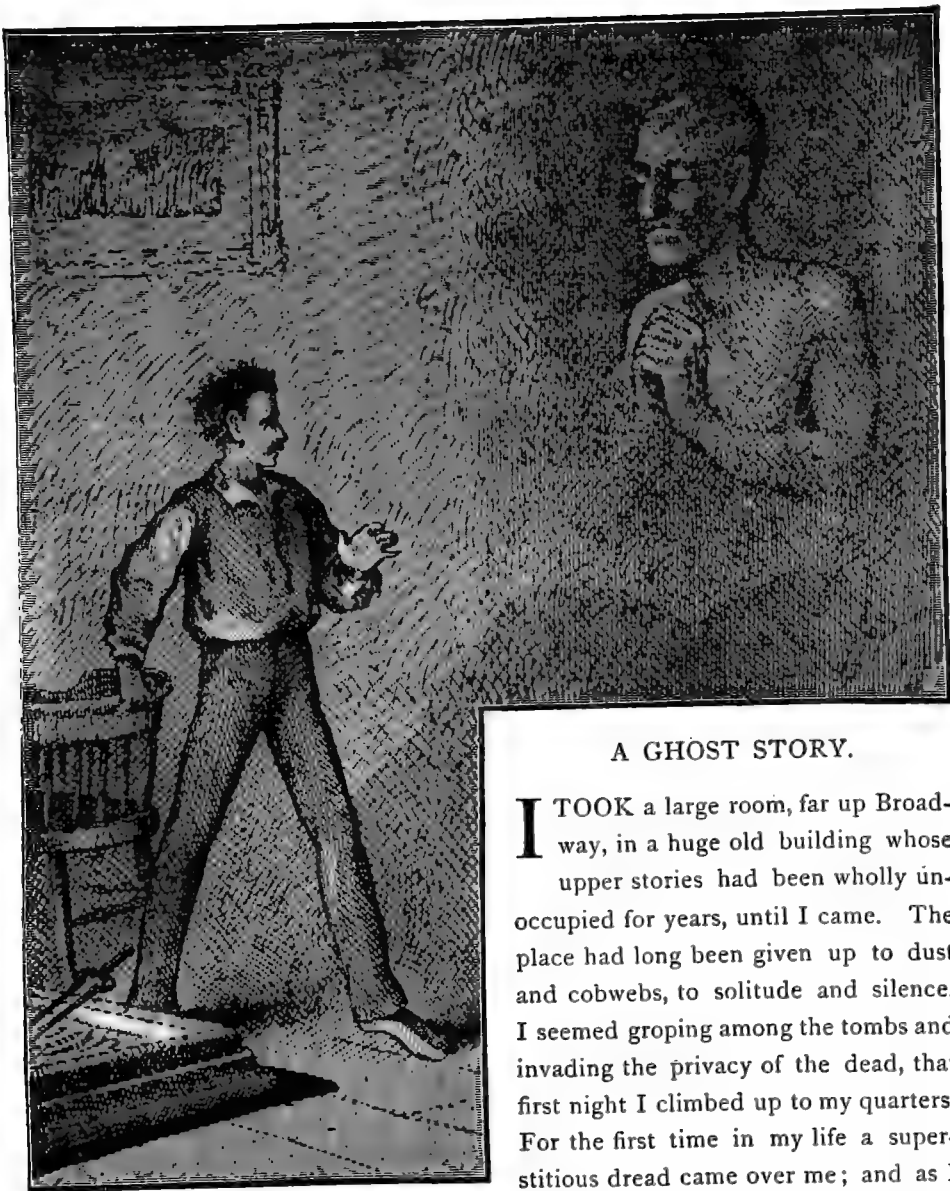 A GHOST STORY.
I TOOK a large room, far up Broad-
way, in a huge old building whose
upper stories had been wholly un-
occupied for years, until I came. The
place had long been given up to dust
and cobwebs, to solitude and silence
I seemed groping among the tombs and
invading the privacy of the dead, tha
first night I climbed up to my quarters
For the first time in my life a super-
stitious dread came over me; and as